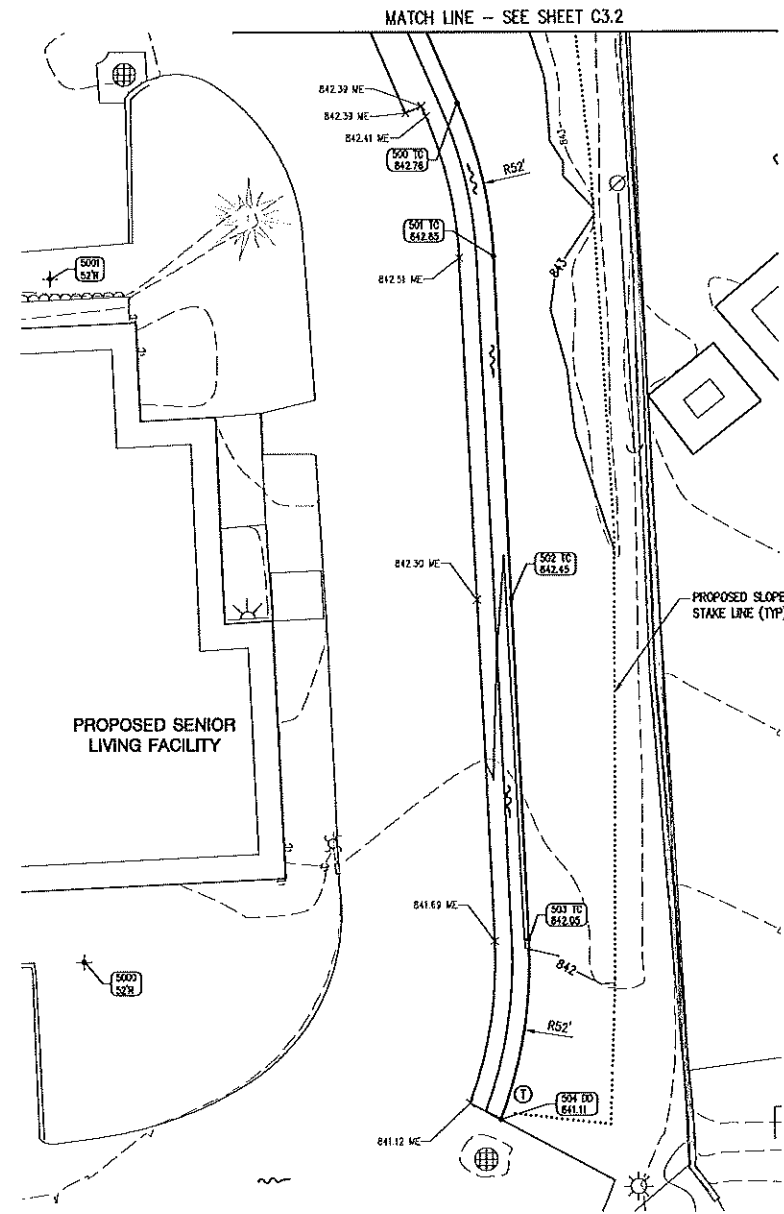 MATCH LINE - SEE SHEET C3.2
842.39 ME
842.39 ME
842.41 ME
500 TC
842.76
R52'
843
501 TC
842.83
842.51 ME
843
5001
52'R
842.30 ME
502 TC
842.45
PROPOSED SLOPE
STAKE LINE (TYP)
PROPOSED SENIOR
LIVING FACILITY
841.69 ME
503 TC
842.05
842
5000
52'R
R52'
T
504 DD
841.11
841.12 ME